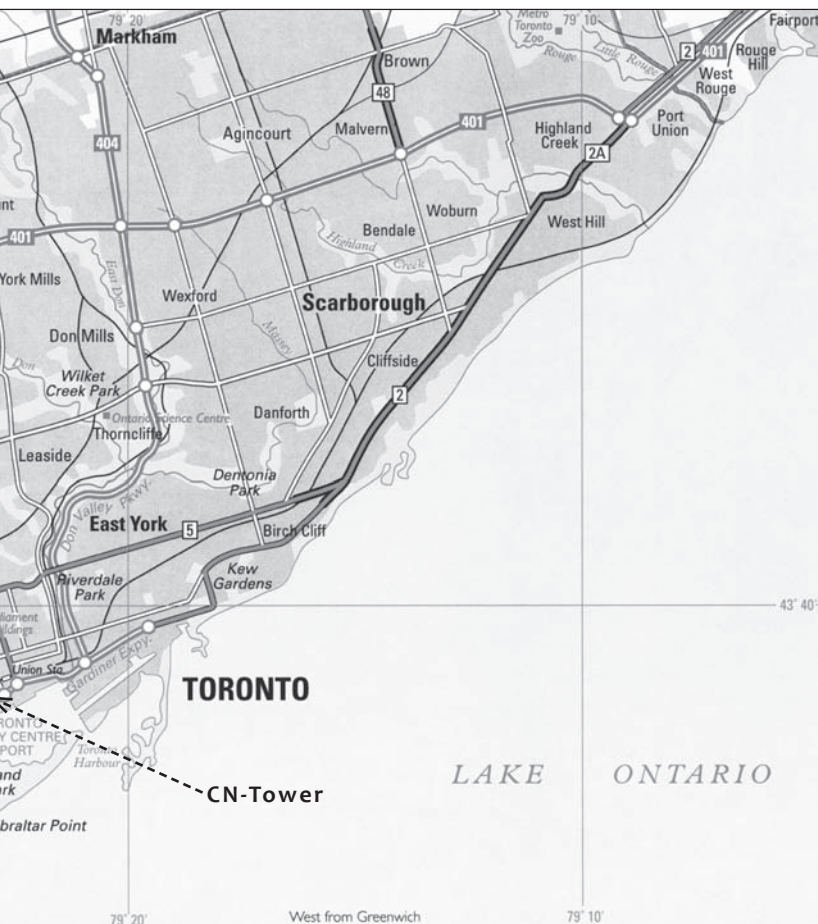 79° 20'
Markham
Metro
Toronto
Zoo
79° 10'
Fairport
Brown
Rouge
Little Rouge
2
401
Rouge
Hill
West
Rouge
48
404
Agincourt
Malvern
401
Highland
Creek
Port
Union
2A
Woburn
401
Bendale
West Hill
Highland
Creek
York Mills
East Don
Wexford
Scarborough
Don Mills
Massey
Don
Wilket
Creek Park
Cliffside
2
Ontario Science Centre
Danforth
Thorncliffe
Leaside
Dentonia
Park
Don Valley Pkwy.
East York
5
Birch Cliff
Riverdale
Park
Kew
Gardens
43° 40'
Union Sta.
Gardiner Expy.
TORONTO
Toronto
Harbour
LAKE ONTARIO
CN-Tower
braltar Point
79° 20'
West from Greenwich
79° 10'